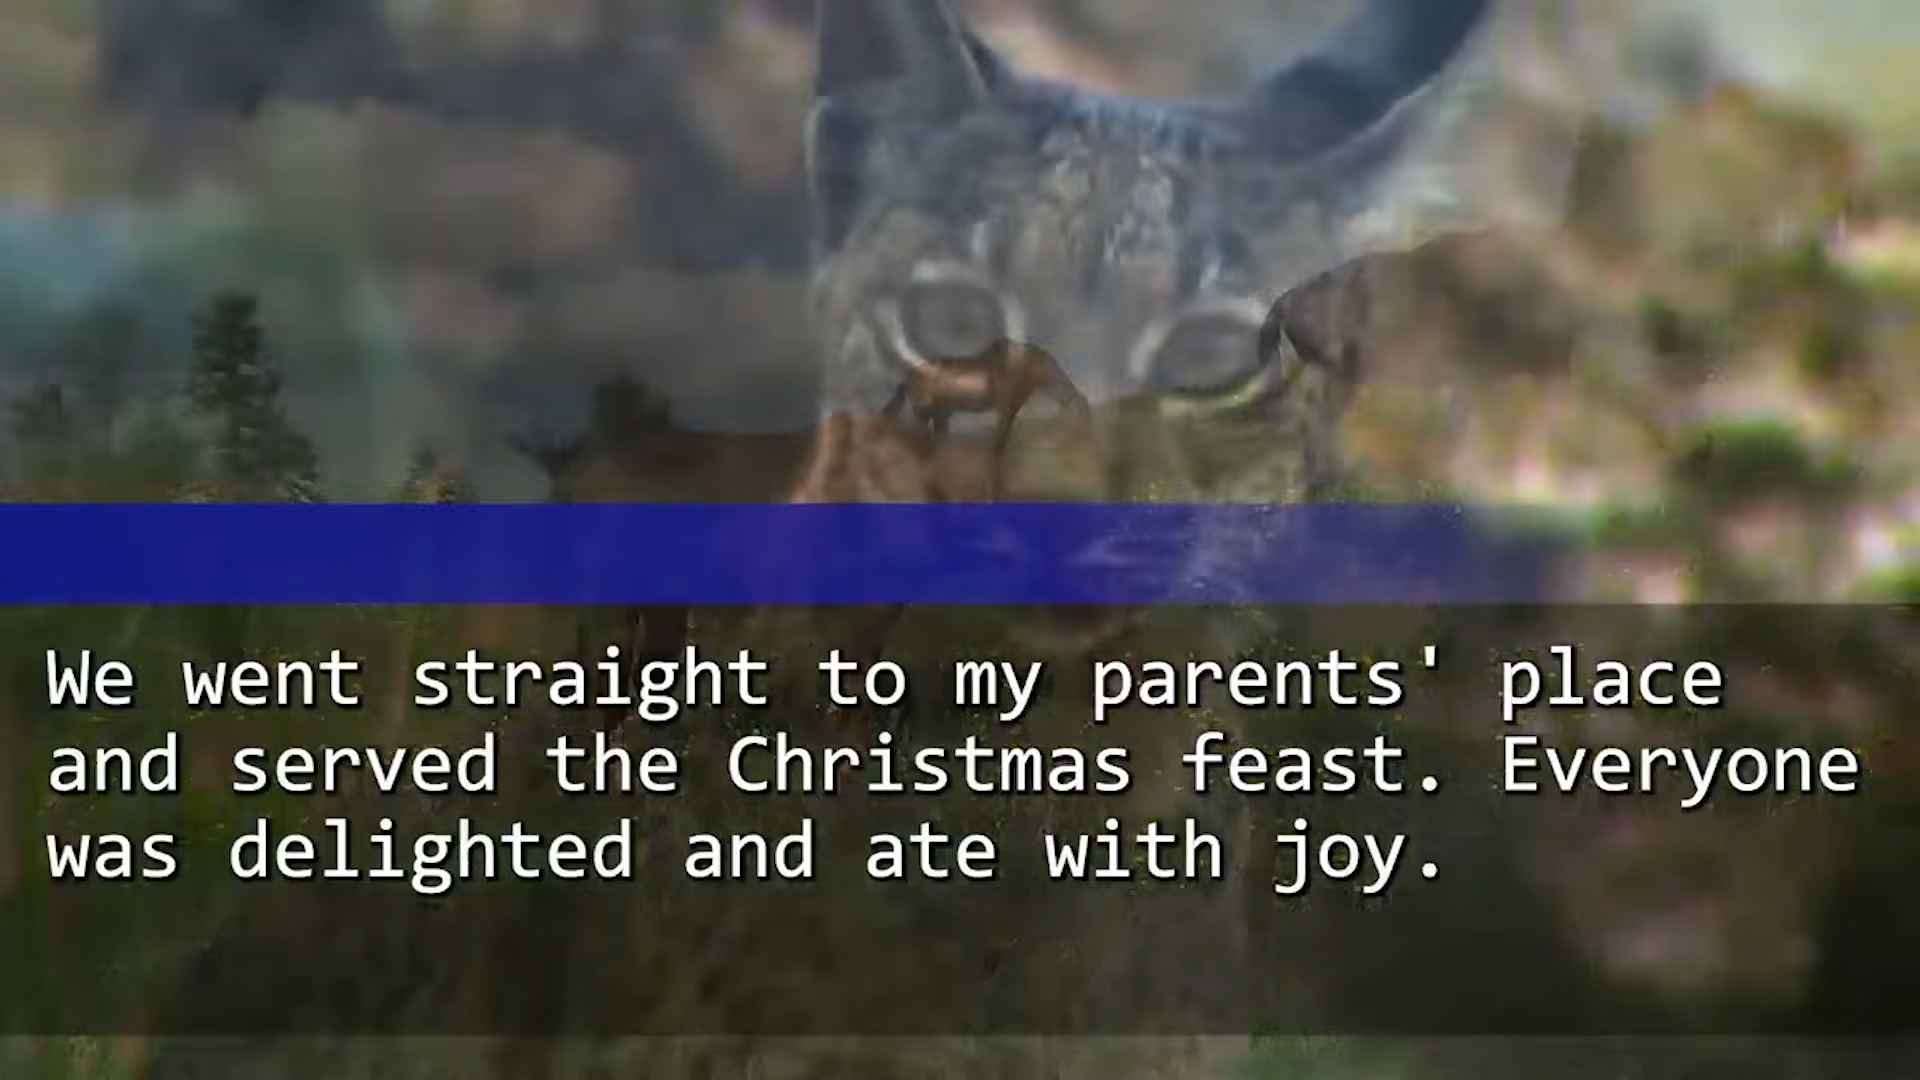 We went straight to my parents' place
and served the Christmas feast. Everyone
was delighted and ate with joy.